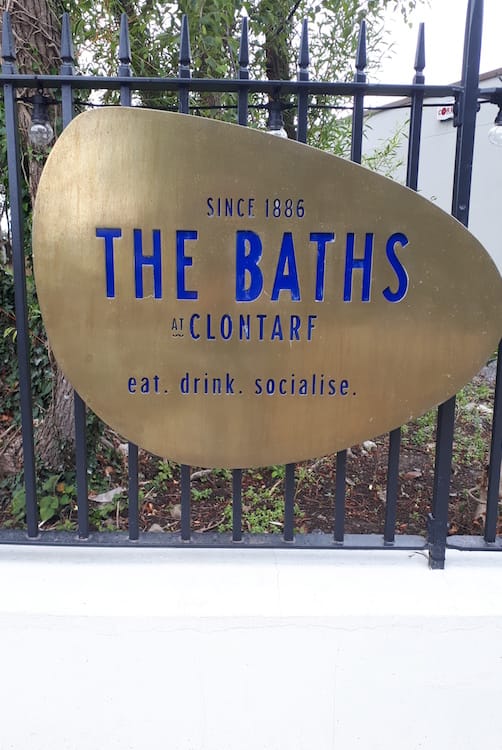 SINCE 1886
THE BATHS
AT CLONTARF
eat. drink. socialise.